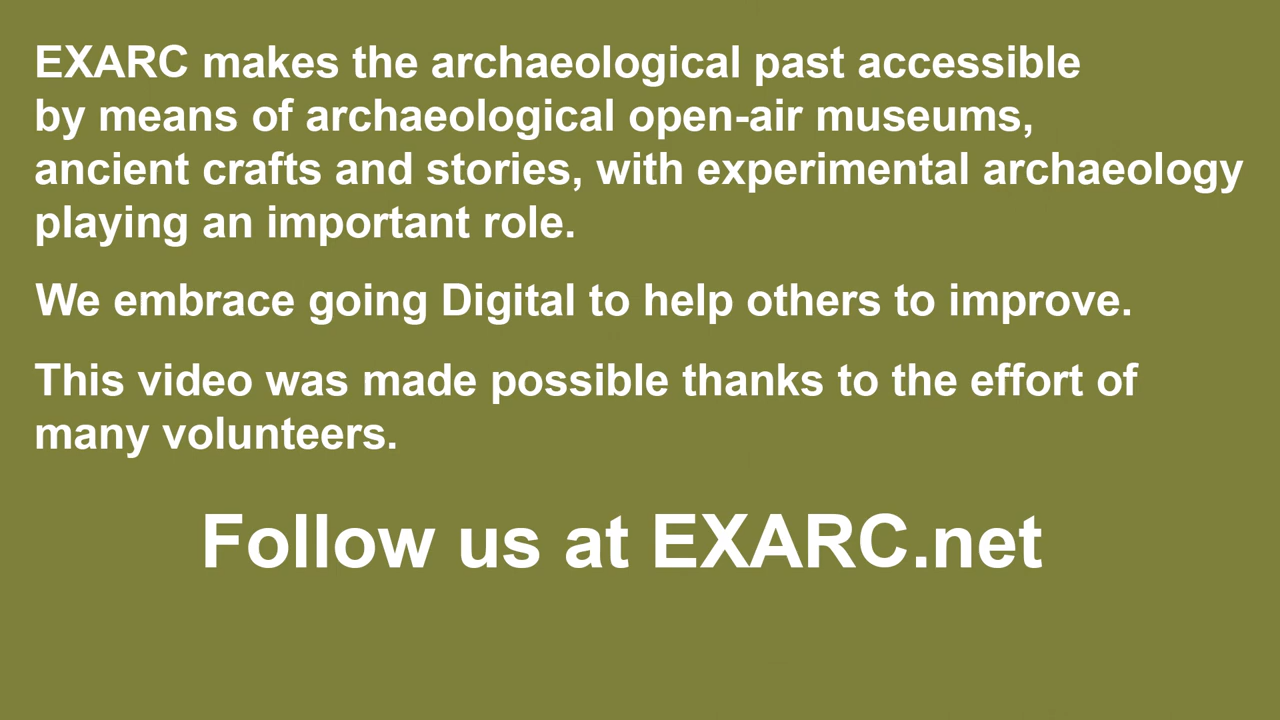 EXARC makes the archaeological past accessible
by means of archaeological open-air museums,
ancient crafts and stories, with experimental archaeology
playing an important role.
We embrace going Digital to help others to improve.
This video was made possible thanks to the effort of
many volunteers.
Follow us at EXARC.net